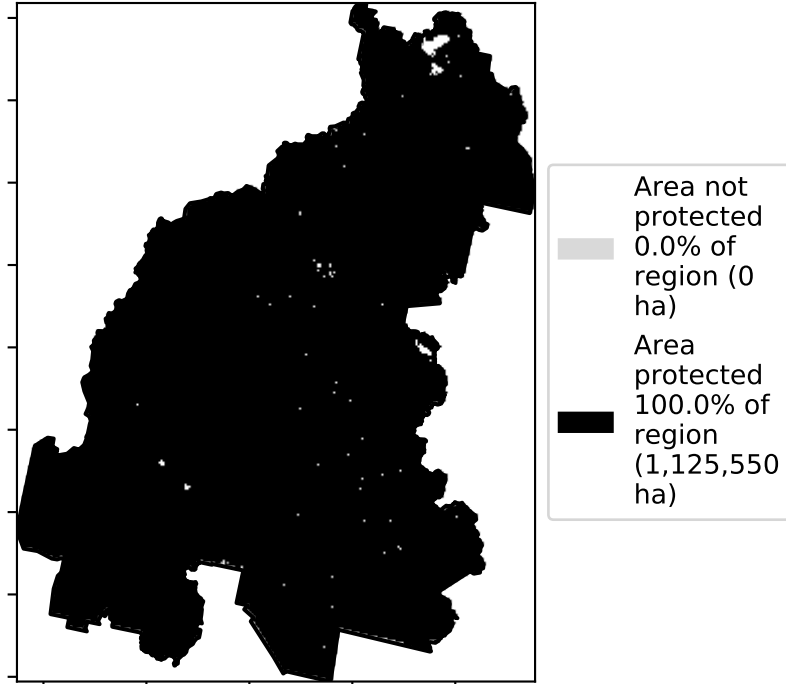 Area not
protected
0.0% of
region (0
ha)
Area
protected
100.0% of
region
(1,125,550
ha)